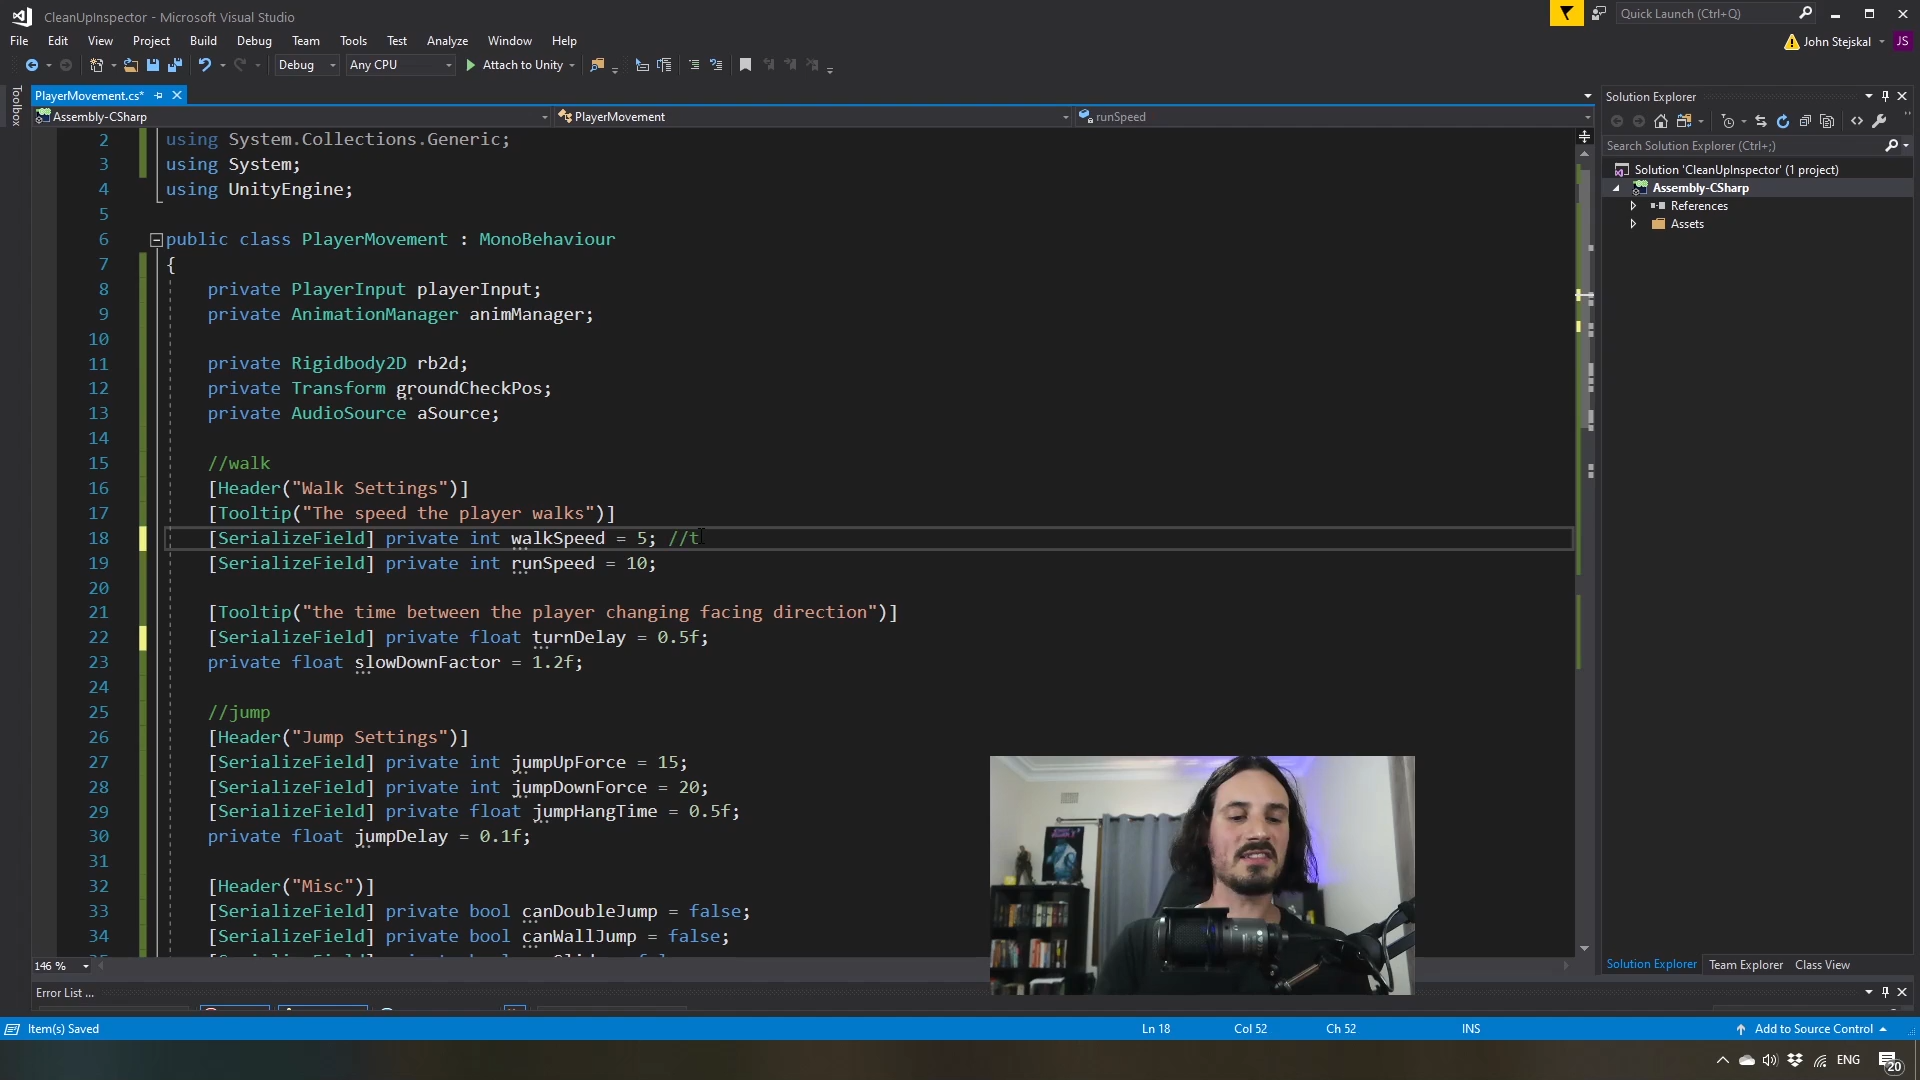 CleanUpInspector - Microsoft Visual Studio
Quick Launch (Ctrl+Q)
File Edit View Project Build Debug Team Tools Test Analyze Window Help
John Stejskal JS
Debug Any CPU Attach to Unity
Toolbox
PlayerMovement.cs*
Assembly-CSharp PlayerMovement runSpeed
2 using System.Collections.Generic;
3 using System;
4 using UnityEngine;
5
6 public class PlayerMovement : MonoBehaviour
7 {
8 private PlayerInput playerInput;
9 private AnimationManager animManager;
10
11 private Rigidbody2D rb2d;
12 private Transform groundCheckPos;
13 private AudioSource aSource;
14
15 //walk
16 [Header("Walk Settings")]
17 [Tooltip("The speed the player walks")]
18 [SerializeField] private int walkSpeed = 5; //t
19 [SerializeField] private int runSpeed = 10;
20
21 [Tooltip("the time between the player changing facing direction")]
22 [SerializeField] private float turnDelay = 0.5f;
23 private float slowDownFactor = 1.2f;
24
25 //jump
26 [Header("Jump Settings")]
27 [SerializeField] private int jumpUpForce = 15;
28 [SerializeField] private int jumpDownForce = 20;
29 [SerializeField] private float jumpHangTime = 0.5f;
30 private float jumpDelay = 0.1f;
31
32 [Header("Misc")]
33 [SerializeField] private bool canDoubleJump = false;
34 [SerializeField] private bool canWallJump = false;
146 %
Error List ...
Solution Explorer
Search Solution Explorer (Ctrl+;)
Solution 'CleanUpInspector' (1 project)
Assembly-CSharp
References
Assets
Solution Explorer Team Explorer Class View
Item(s) Saved Ln 18 Col 52 Ch 52 INS Add to Source Control
ENG 20